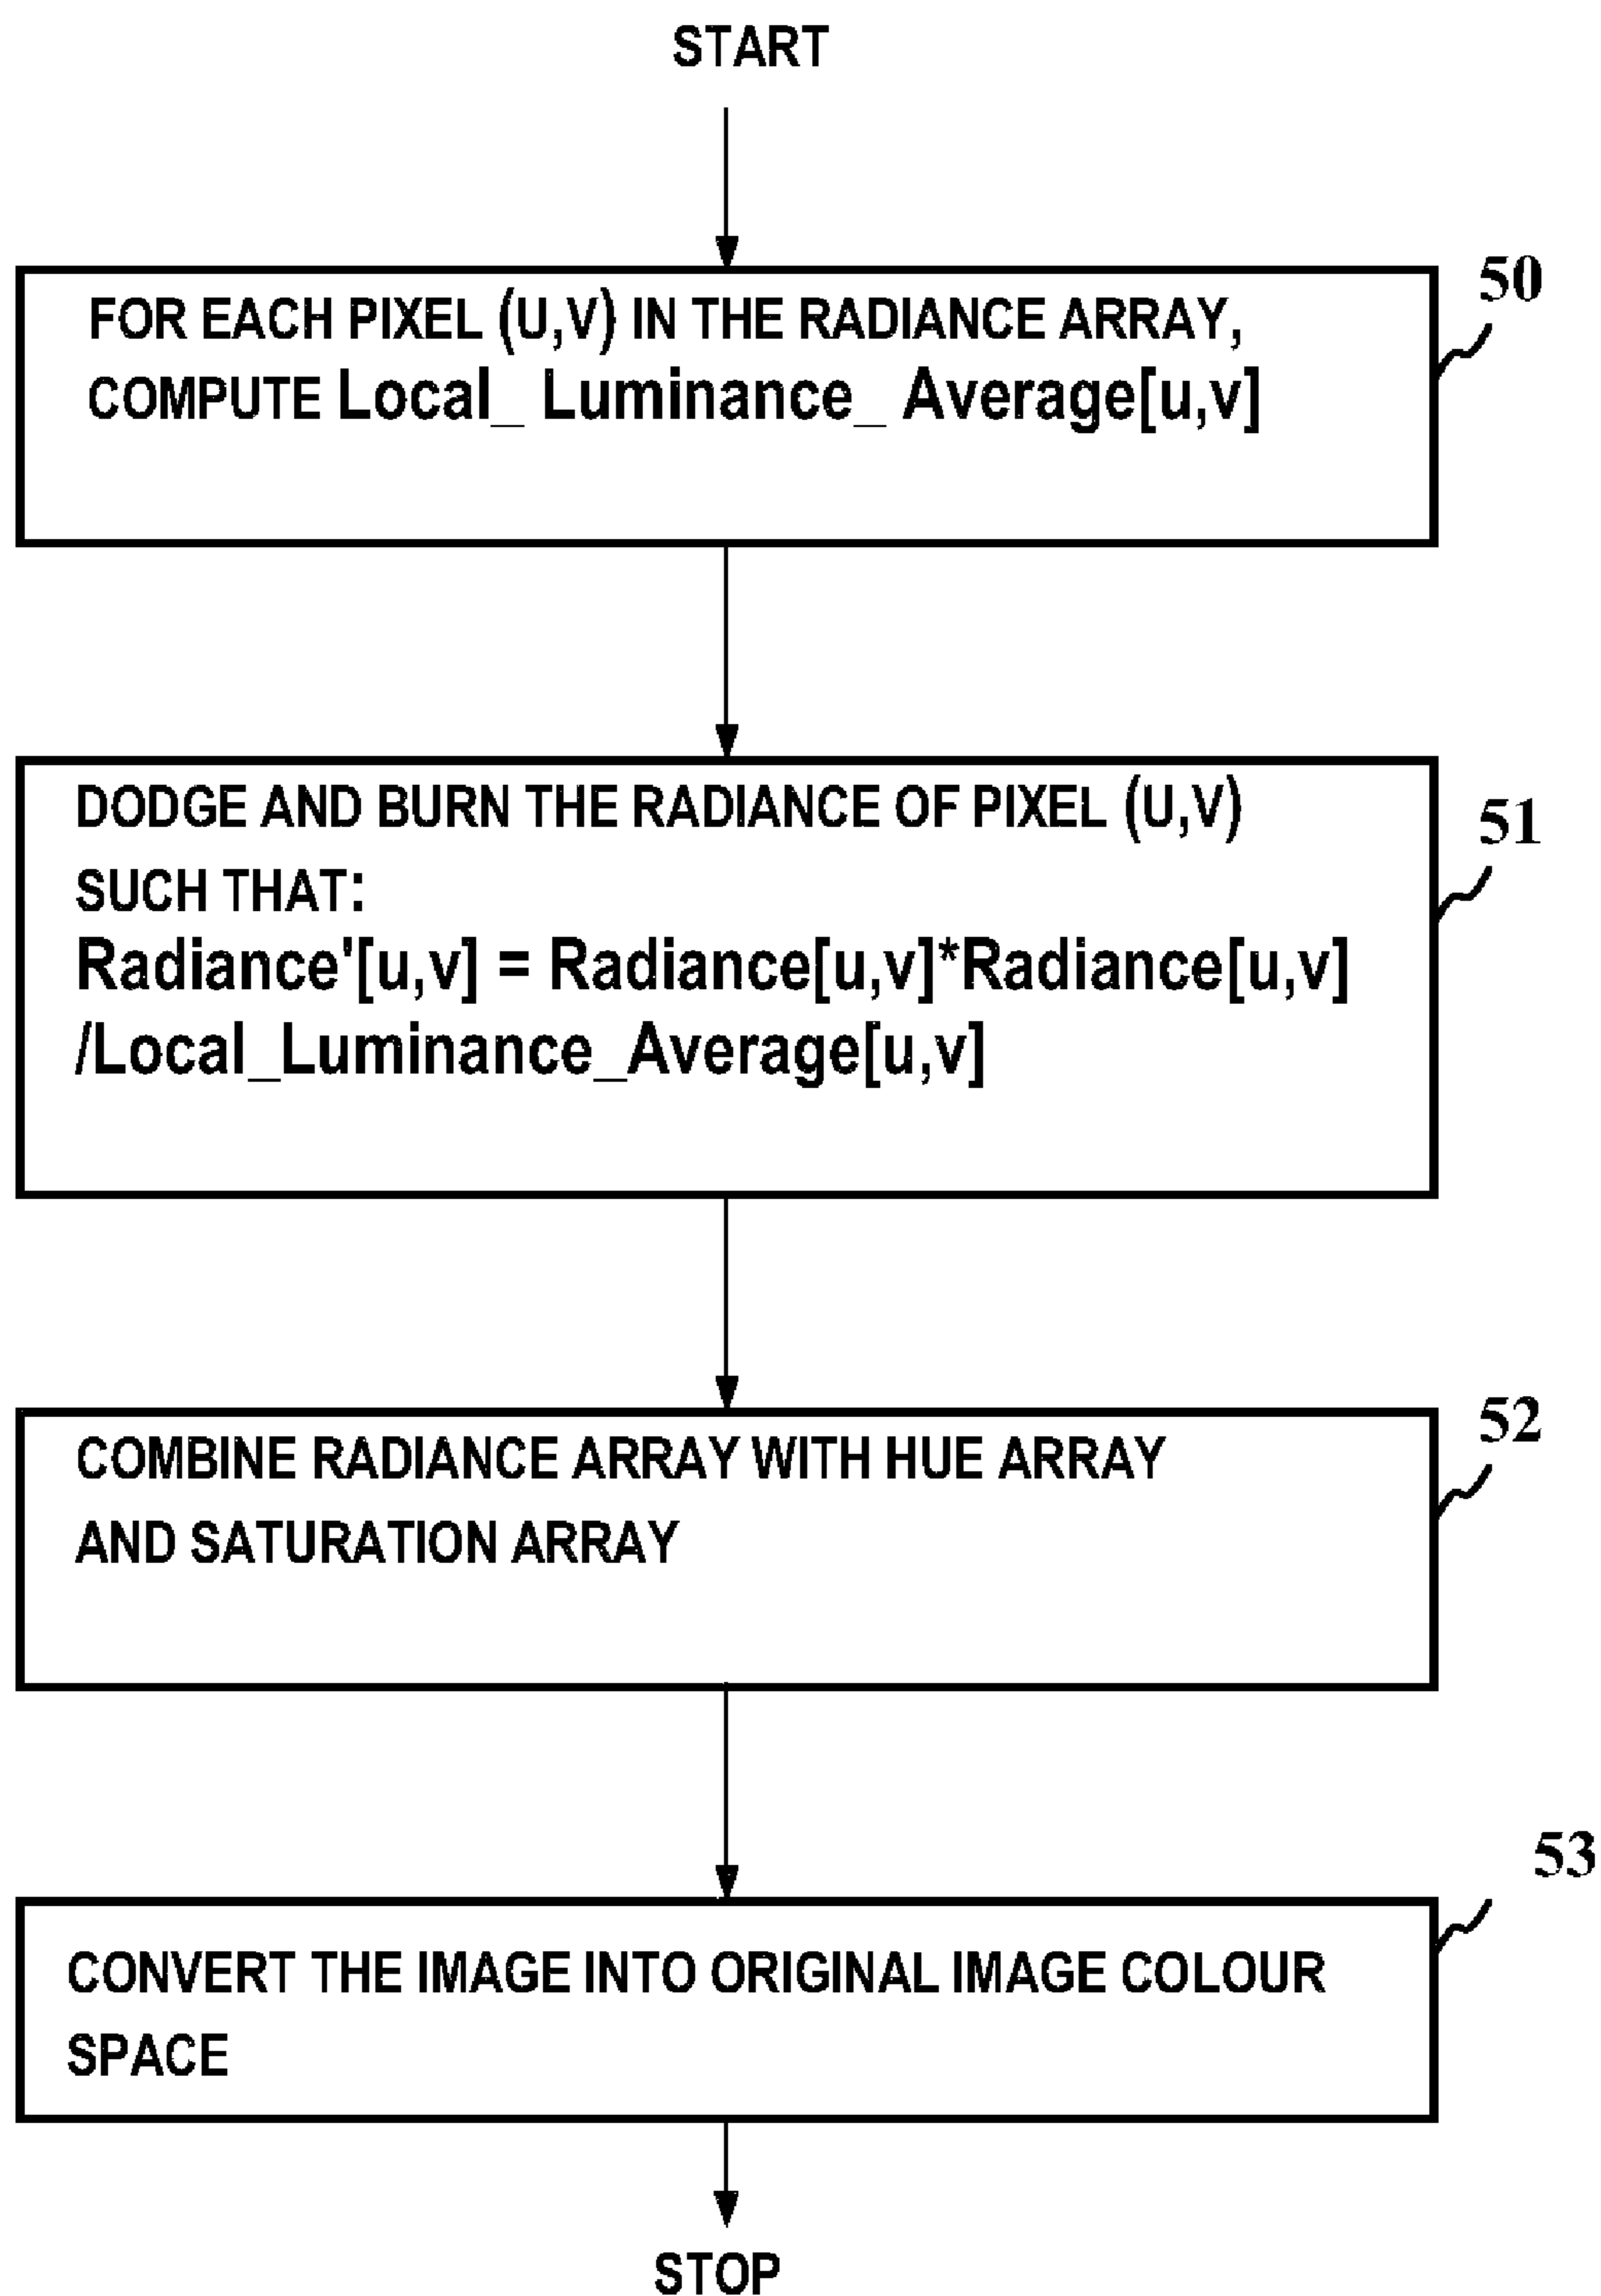 START
50
FOR EACH PIXEL (U,V) IN THE RADIANCE ARRAY,
COMPUTE Local_ Luminance_ Average[u,v]
51
DODGE AND BURN THE RADIANCE OF PIXEL (U,V)
SUCH THAT:
Radiance'[u,v] = Radiance[u,v]*Radiance[u,v]
/Local_Luminance_Average[u,v]
52
COMBINE RADIANCE ARRAY WITH HUE ARRAY
AND SATURATION ARRAY
53
CONVERT THE IMAGE INTO ORIGINAL IMAGE COLOUR
SPACE
STOP